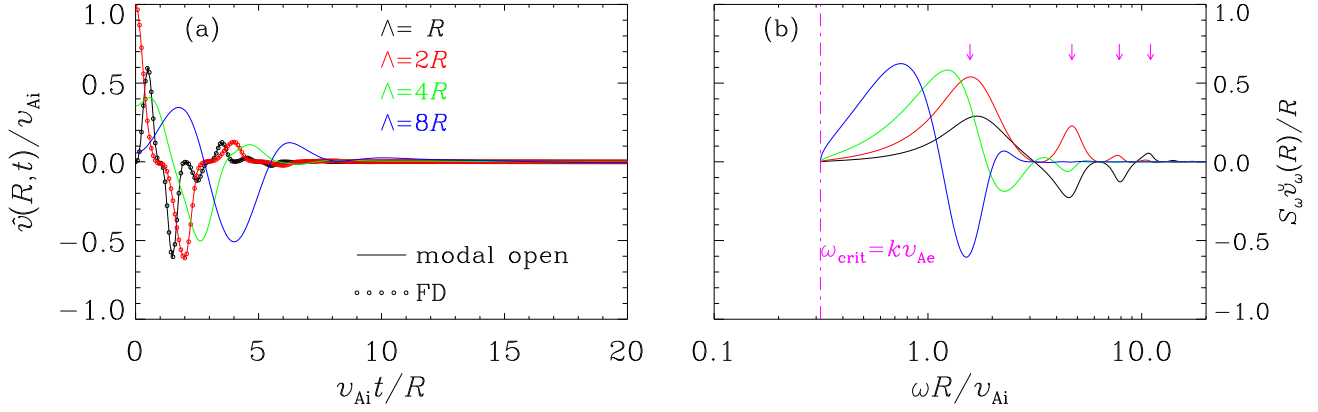 (a)
Λ= R
Λ=2R
Λ=4R
Λ=8R
modal open
FD
1.0
0.5
0.0
−0.5
−1.0
v̂(R,t)/v_Ai
0
5
10
15
20
v_Ai t/R
(b)
ω_crit=kv_Ae
0.1
1.0
10.0
ωR/v_Ai
1.0
0.5
0.0
−0.5
−1.0
S_ω v̆_ω(R)/R